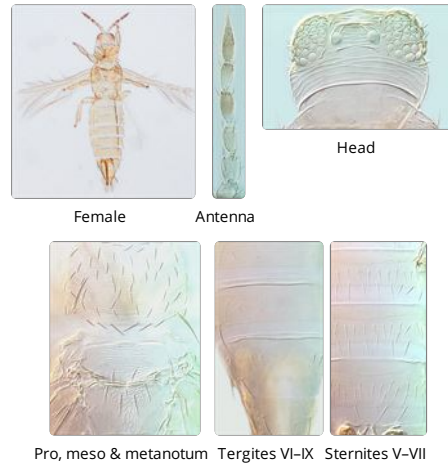 Female
Antenna
Head
Pro, meso & metanotum
Tergites VI–IX
Sternites V–VII